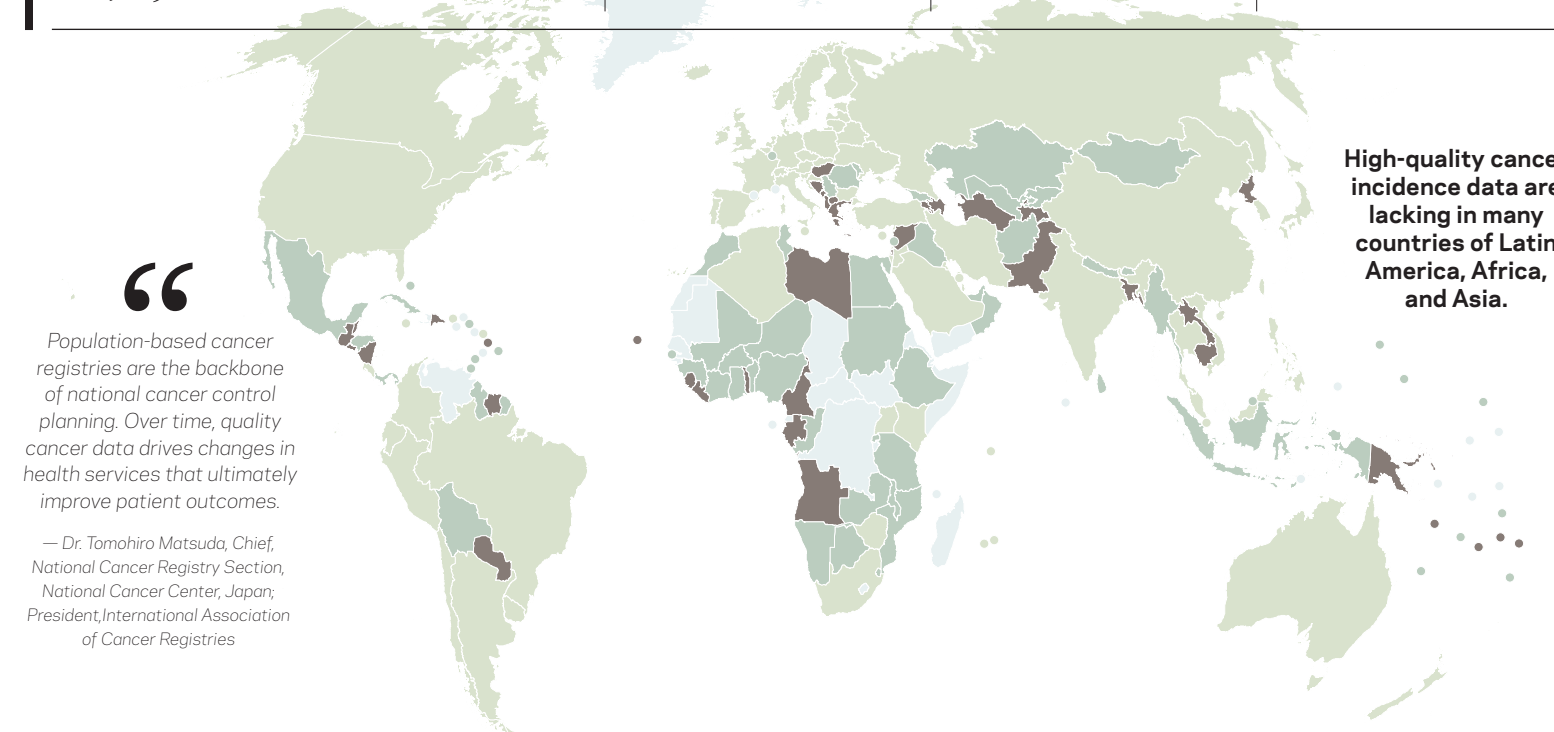 “
Population-based cancer
registries are the backbone
of national cancer control
planning. Over time, quality
cancer data drives changes in
health services that ultimately
improve patient outcomes.
— Dr. Tomohiro Matsuda, Chief,
National Cancer Registry Section,
National Cancer Center, Japan;
President,International Association
of Cancer Registries
High-quality cance
incidence data are
lacking in many
countries of Latin
America, Africa,
and Asia.